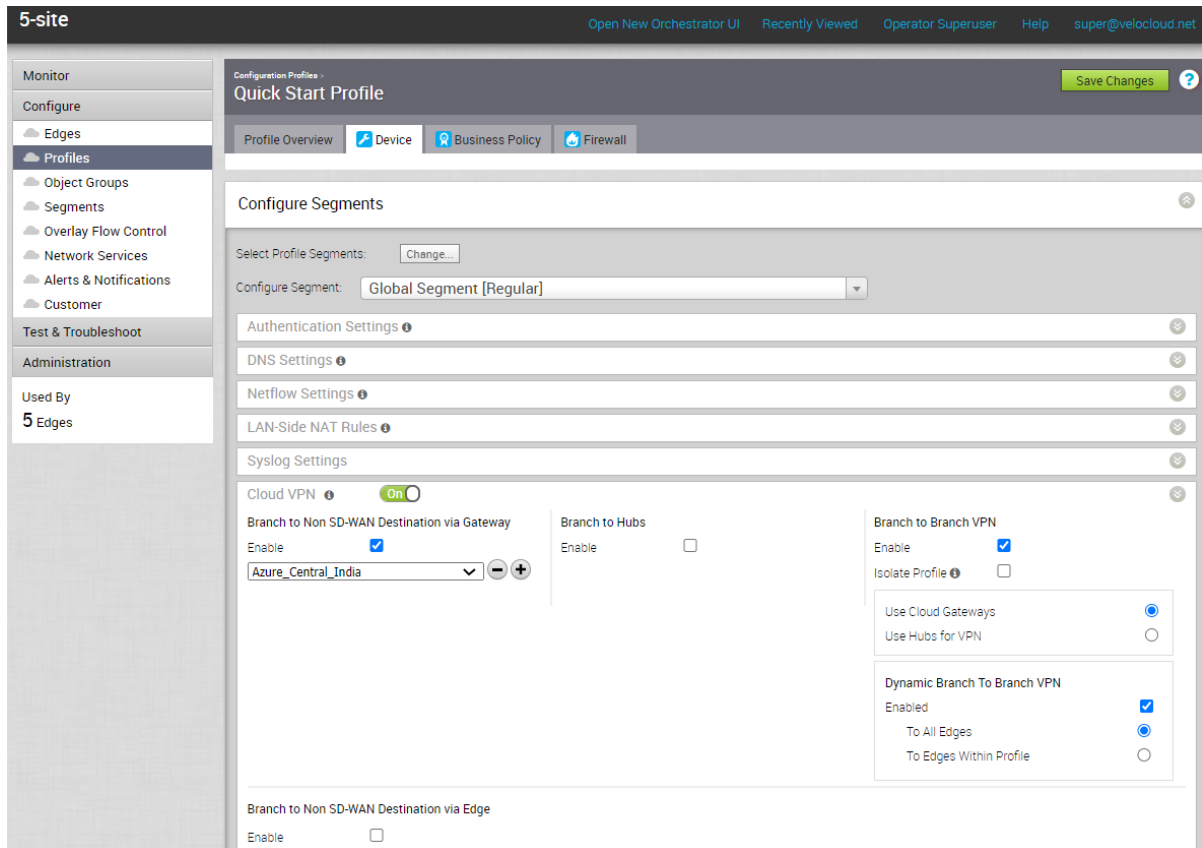 5-site
Open New Orchestrator UI Recently Viewed Operator Superuser Help super@velocloud.net
Monitor
Configure
Edges
Profiles
Object Groups
Segments
Overlay Flow Control
Network Services
Alerts & Notifications
Customer
Test & Troubleshoot
Administration
Used By
5 Edges
Configuration Profiles >
Quick Start Profile
Save Changes ?
Profile Overview Device Business Policy Firewall
Configure Segments
Select Profile Segments: Change...
Configure Segment: Global Segment [Regular]
Authentication Settings
DNS Settings
Netflow Settings
LAN-Side NAT Rules
Syslog Settings
Cloud VPN On
Branch to Non SD-WAN Destination via Gateway
Enable
Azure_Central_India
Branch to Hubs
Enable
Branch to Branch VPN
Enable
Isolate Profile
Use Cloud Gateways
Use Hubs for VPN
Dynamic Branch To Branch VPN
Enabled
To All Edges
To Edges Within Profile
Branch to Non SD-WAN Destination via Edge
Enable